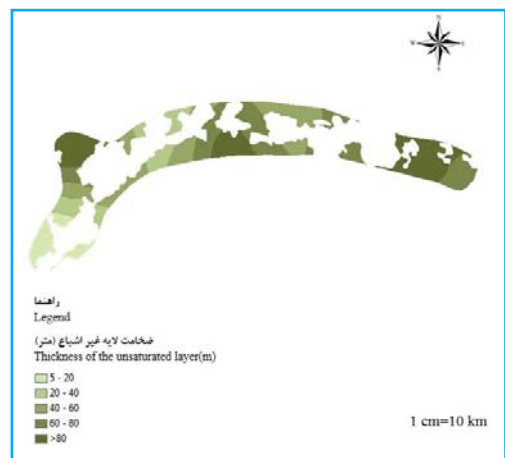 N
W E
S
راهنما
Legend
ضخامت لایه غیر اشباع (متر)
Thickness of the unsaturated layer(m)
5 - 20
20 - 40
40 - 60
60 - 80
>80
1 cm=10 km